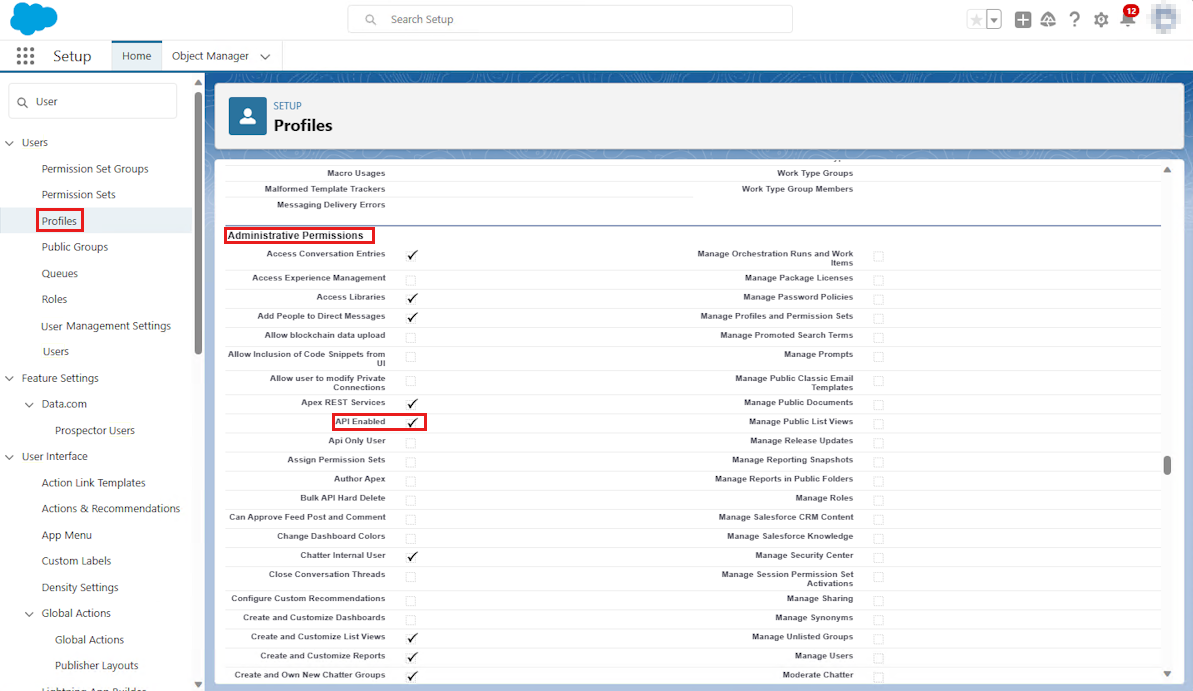 Search Setup
12
Setup
Home
Object Manager
User
Users
Permission Set Groups
Permission Sets
Profiles
Public Groups
Queues
Roles
User Management Settings
Users
Feature Settings
Data.com
Prospector Users
User Interface
Action Link Templates
Actions & Recommendations
App Menu
Custom Labels
Density Settings
Global Actions
Global Actions
Publisher Layouts
Lightning App Builder
SETUP
Profiles
Macro Usages
Work Type Groups
Malformed Template Trackers
Work Type Group Members
Messaging Delivery Errors
Administrative Permissions
Access Conversation Entries
Manage Orchestration Runs and Work
Items
Access Experience Management
Manage Package Licenses
Access Libraries
Manage Password Policies
Add People to Direct Messages
Manage Profiles and Permission Sets
Allow blockchain data upload
Manage Promoted Search Terms
Allow Inclusion of Code Snippets from
UI
Manage Prompts
Allow user to modify Private
Connections
Manage Public Classic Email
Templates
Apex REST Services
Manage Public Documents
API Enabled
Manage Public List Views
Api Only User
Manage Release Updates
Assign Permission Sets
Manage Reporting Snapshots
Author Apex
Manage Reports in Public Folders
Bulk API Hard Delete
Manage Roles
Can Approve Feed Post and Comment
Manage Salesforce CRM Content
Change Dashboard Colors
Manage Salesforce Knowledge
Chatter Internal User
Manage Security Center
Close Conversation Threads
Manage Session Permission Set
Activations
Configure Custom Recommendations
Manage Sharing
Create and Customize Dashboards
Manage Synonyms
Create and Customize List Views
Manage Unlisted Groups
Create and Customize Reports
Manage Users
Create and Own New Chatter Groups
Moderate Chatter